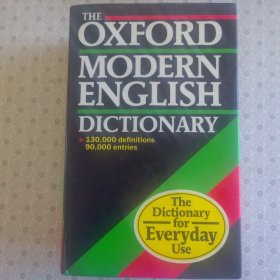 THE
OXFORD
MODERN
ENGLISH
DICTIONARY
130,000 definitions
90,000 entries
The
Dictionary
for
Everyday
Use